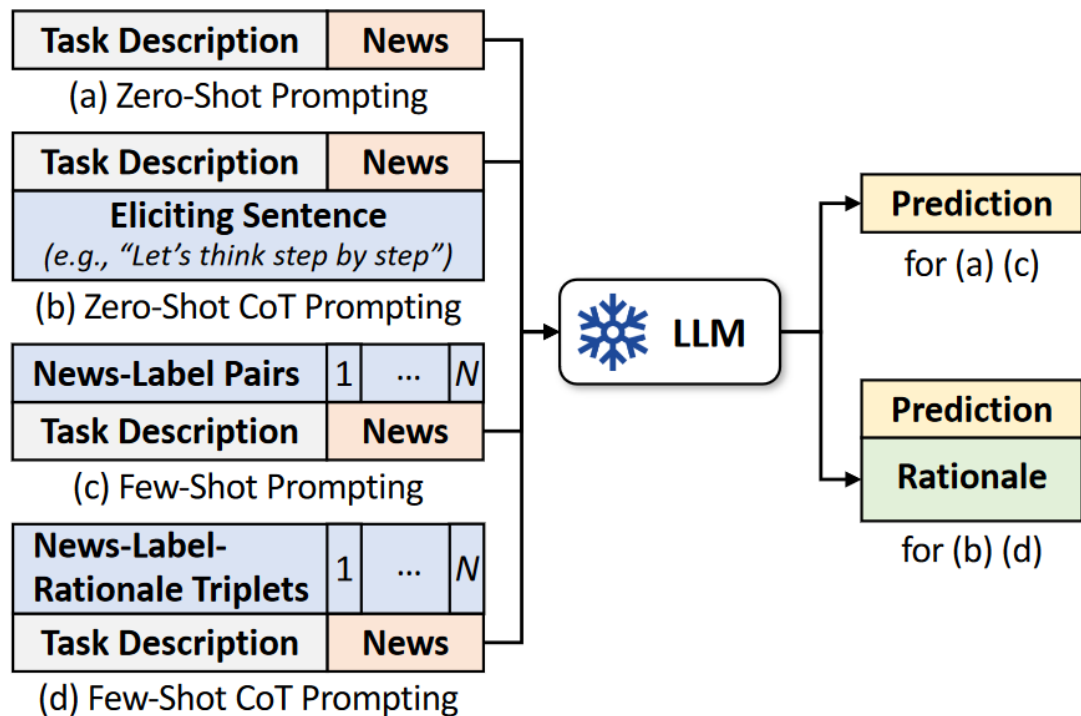 Task Description News
(a) Zero-Shot Prompting
Task Description News
Eliciting Sentence
(e.g., “Let’s think step by step”)
(b) Zero-Shot CoT Prompting
News-Label Pairs 1 ... N
Task Description News
(c) Few-Shot Prompting
News-Label-
Rationale Triplets 1 ... N
Task Description News
(d) Few-Shot CoT Prompting
LLM
Prediction
for (a) (c)
Prediction
Rationale
for (b) (d)